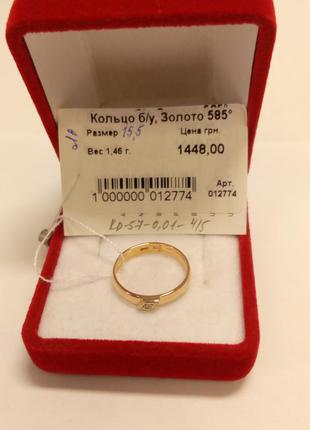 Кольцо б/у, Золото 585°
Размер 15,5 Цена грн.
Вес 1,46 г. 1448,00
Арт.
1 000000 012774 012774
Кр-57-0,01-4/5